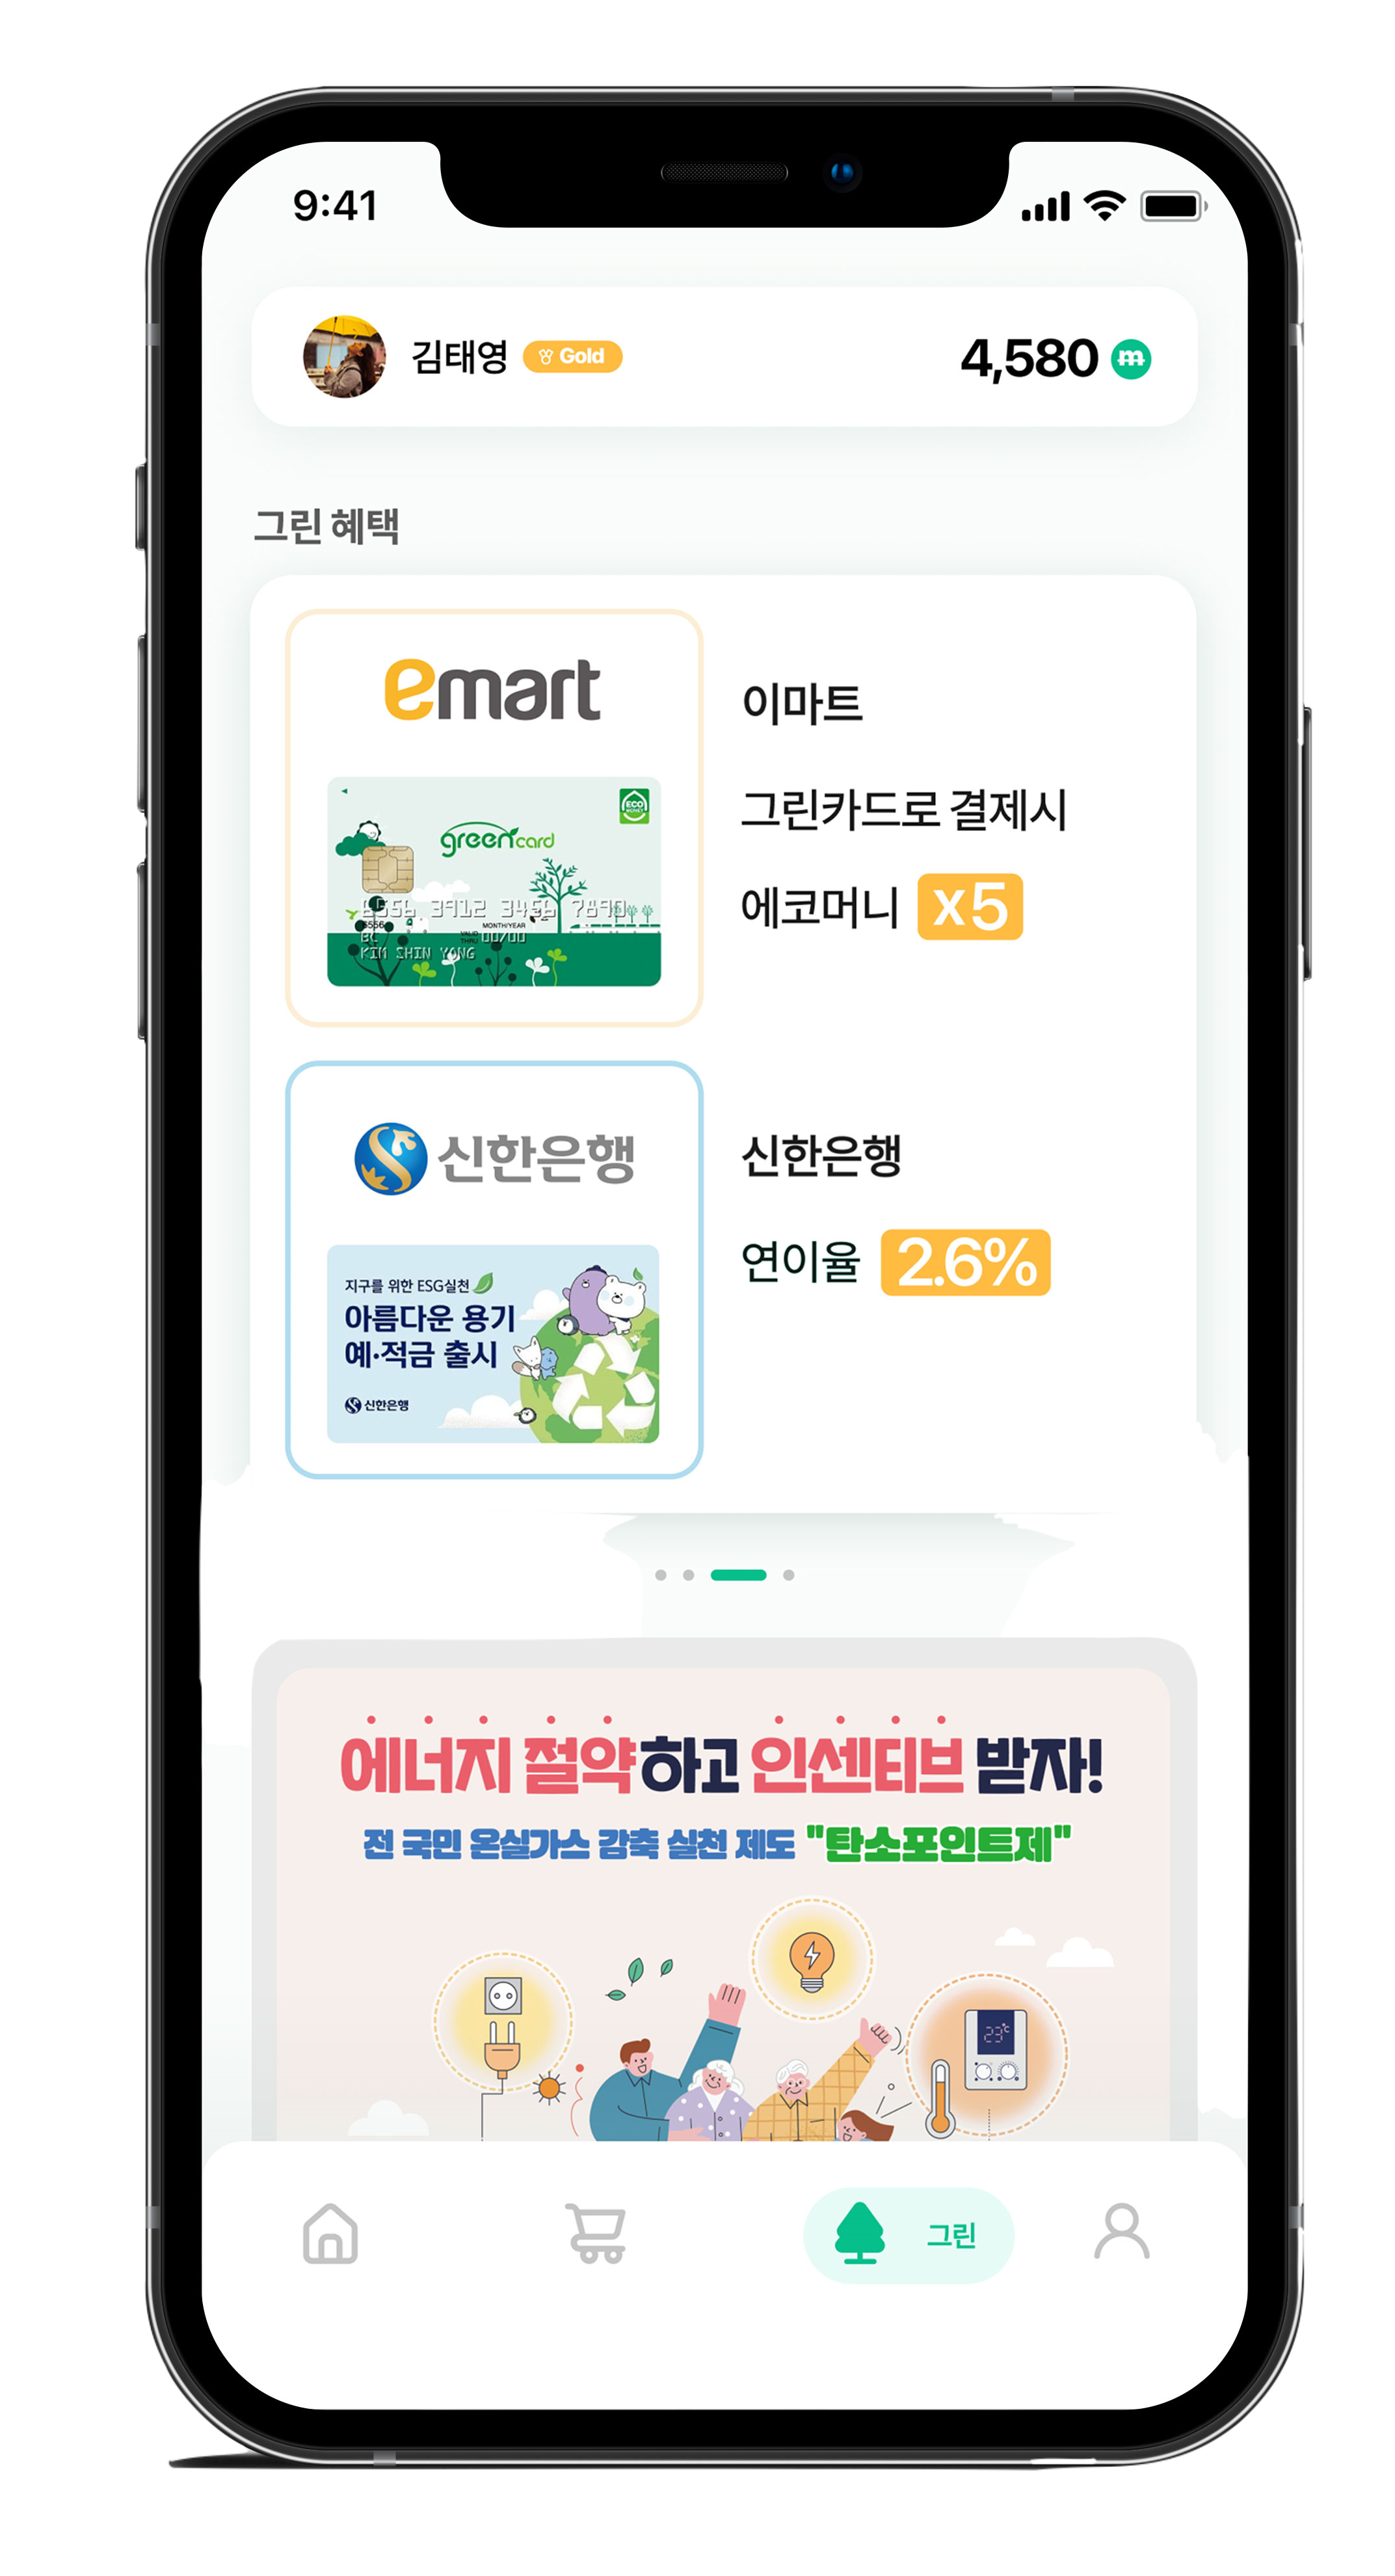 9:41
김태영 Gold
4,580 m
그린 혜택
emart
이마트
그린카드로 결제시
에코머니 x5
ECO
MONEY
greencard
6556 3912 3456 7890
6556
MONTH/YEAR
VALID THRU 00/00
KIM SHIN YONG
신한은행
신한은행
연이율 2.6%
지구를 위한 ESG실천
아름다운 용기
예·적금 출시
신한은행
에너지 절약하고 인센티브 받자!
전 국민 온실가스 감축 실천 제도 "탄소포인트제"
23℃
그린